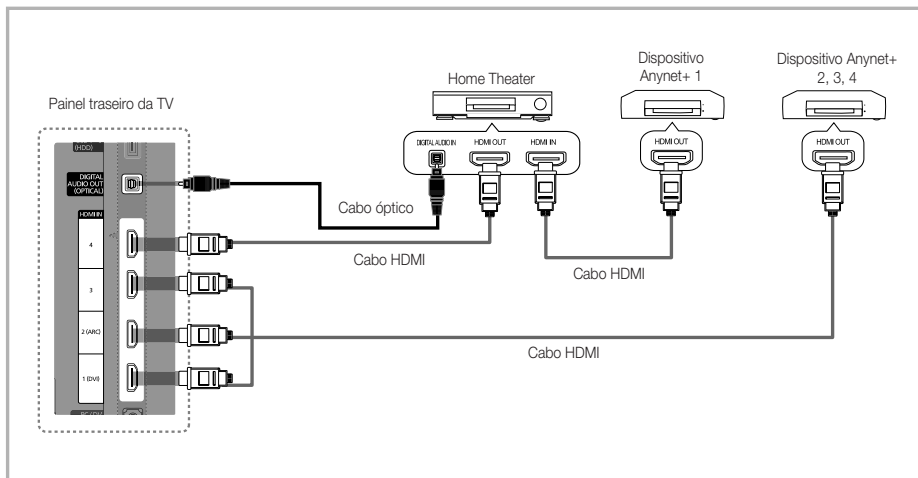 Painel traseiro da TV
Home Theater
Dispositivo
Anynet+ 1
Dispositivo Anynet+
2, 3, 4
DIGITAL AUDIO IN
HDMI OUT
HDMI IN
HDMI OUT
HDMI OUT
(HDD)
DIGITAL
AUDIO OUT
(OPTICAL)
HDMI IN
4
3
2 (ARC)
1 (DVI)
Cabo óptico
Cabo HDMI
Cabo HDMI
Cabo HDMI